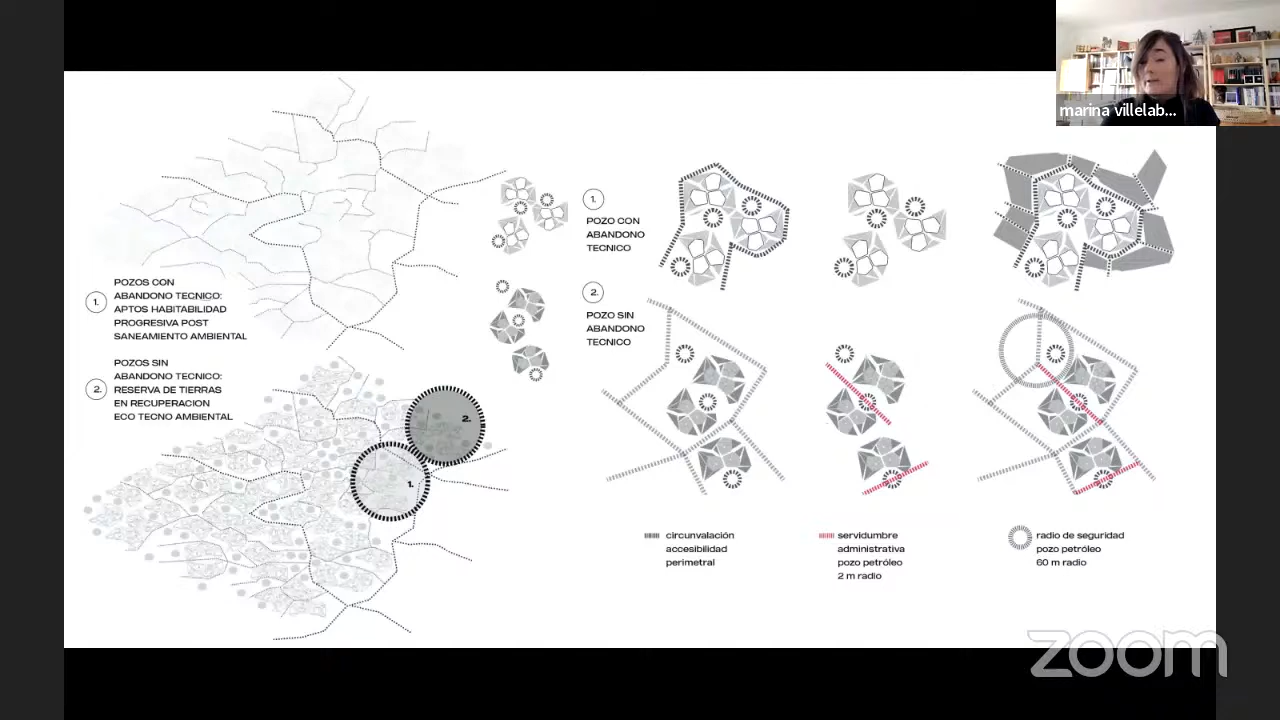 marina villelab...
1.
POZOS CON
ABANDONO TECNICO:
APTOS HABITABILIDAD
PROGRESIVA POST
SANEAMIENTO AMBIENTAL
2.
POZOS SIN
ABANDONO TECNICO:
RESERVA DE TIERRAS
EN RECUPERACION
ECO TECNO AMBIENTAL
2.
1.
1.
POZO CON
ABANDONO
TECNICO
2.
POZO SIN
ABANDONO
TECNICO
circunvalación
accesibilidad
perimetral
servidumbre
administrativa
pozo petróleo
2 m radio
radio de seguridad
pozo petróleo
60 m radio
zoom